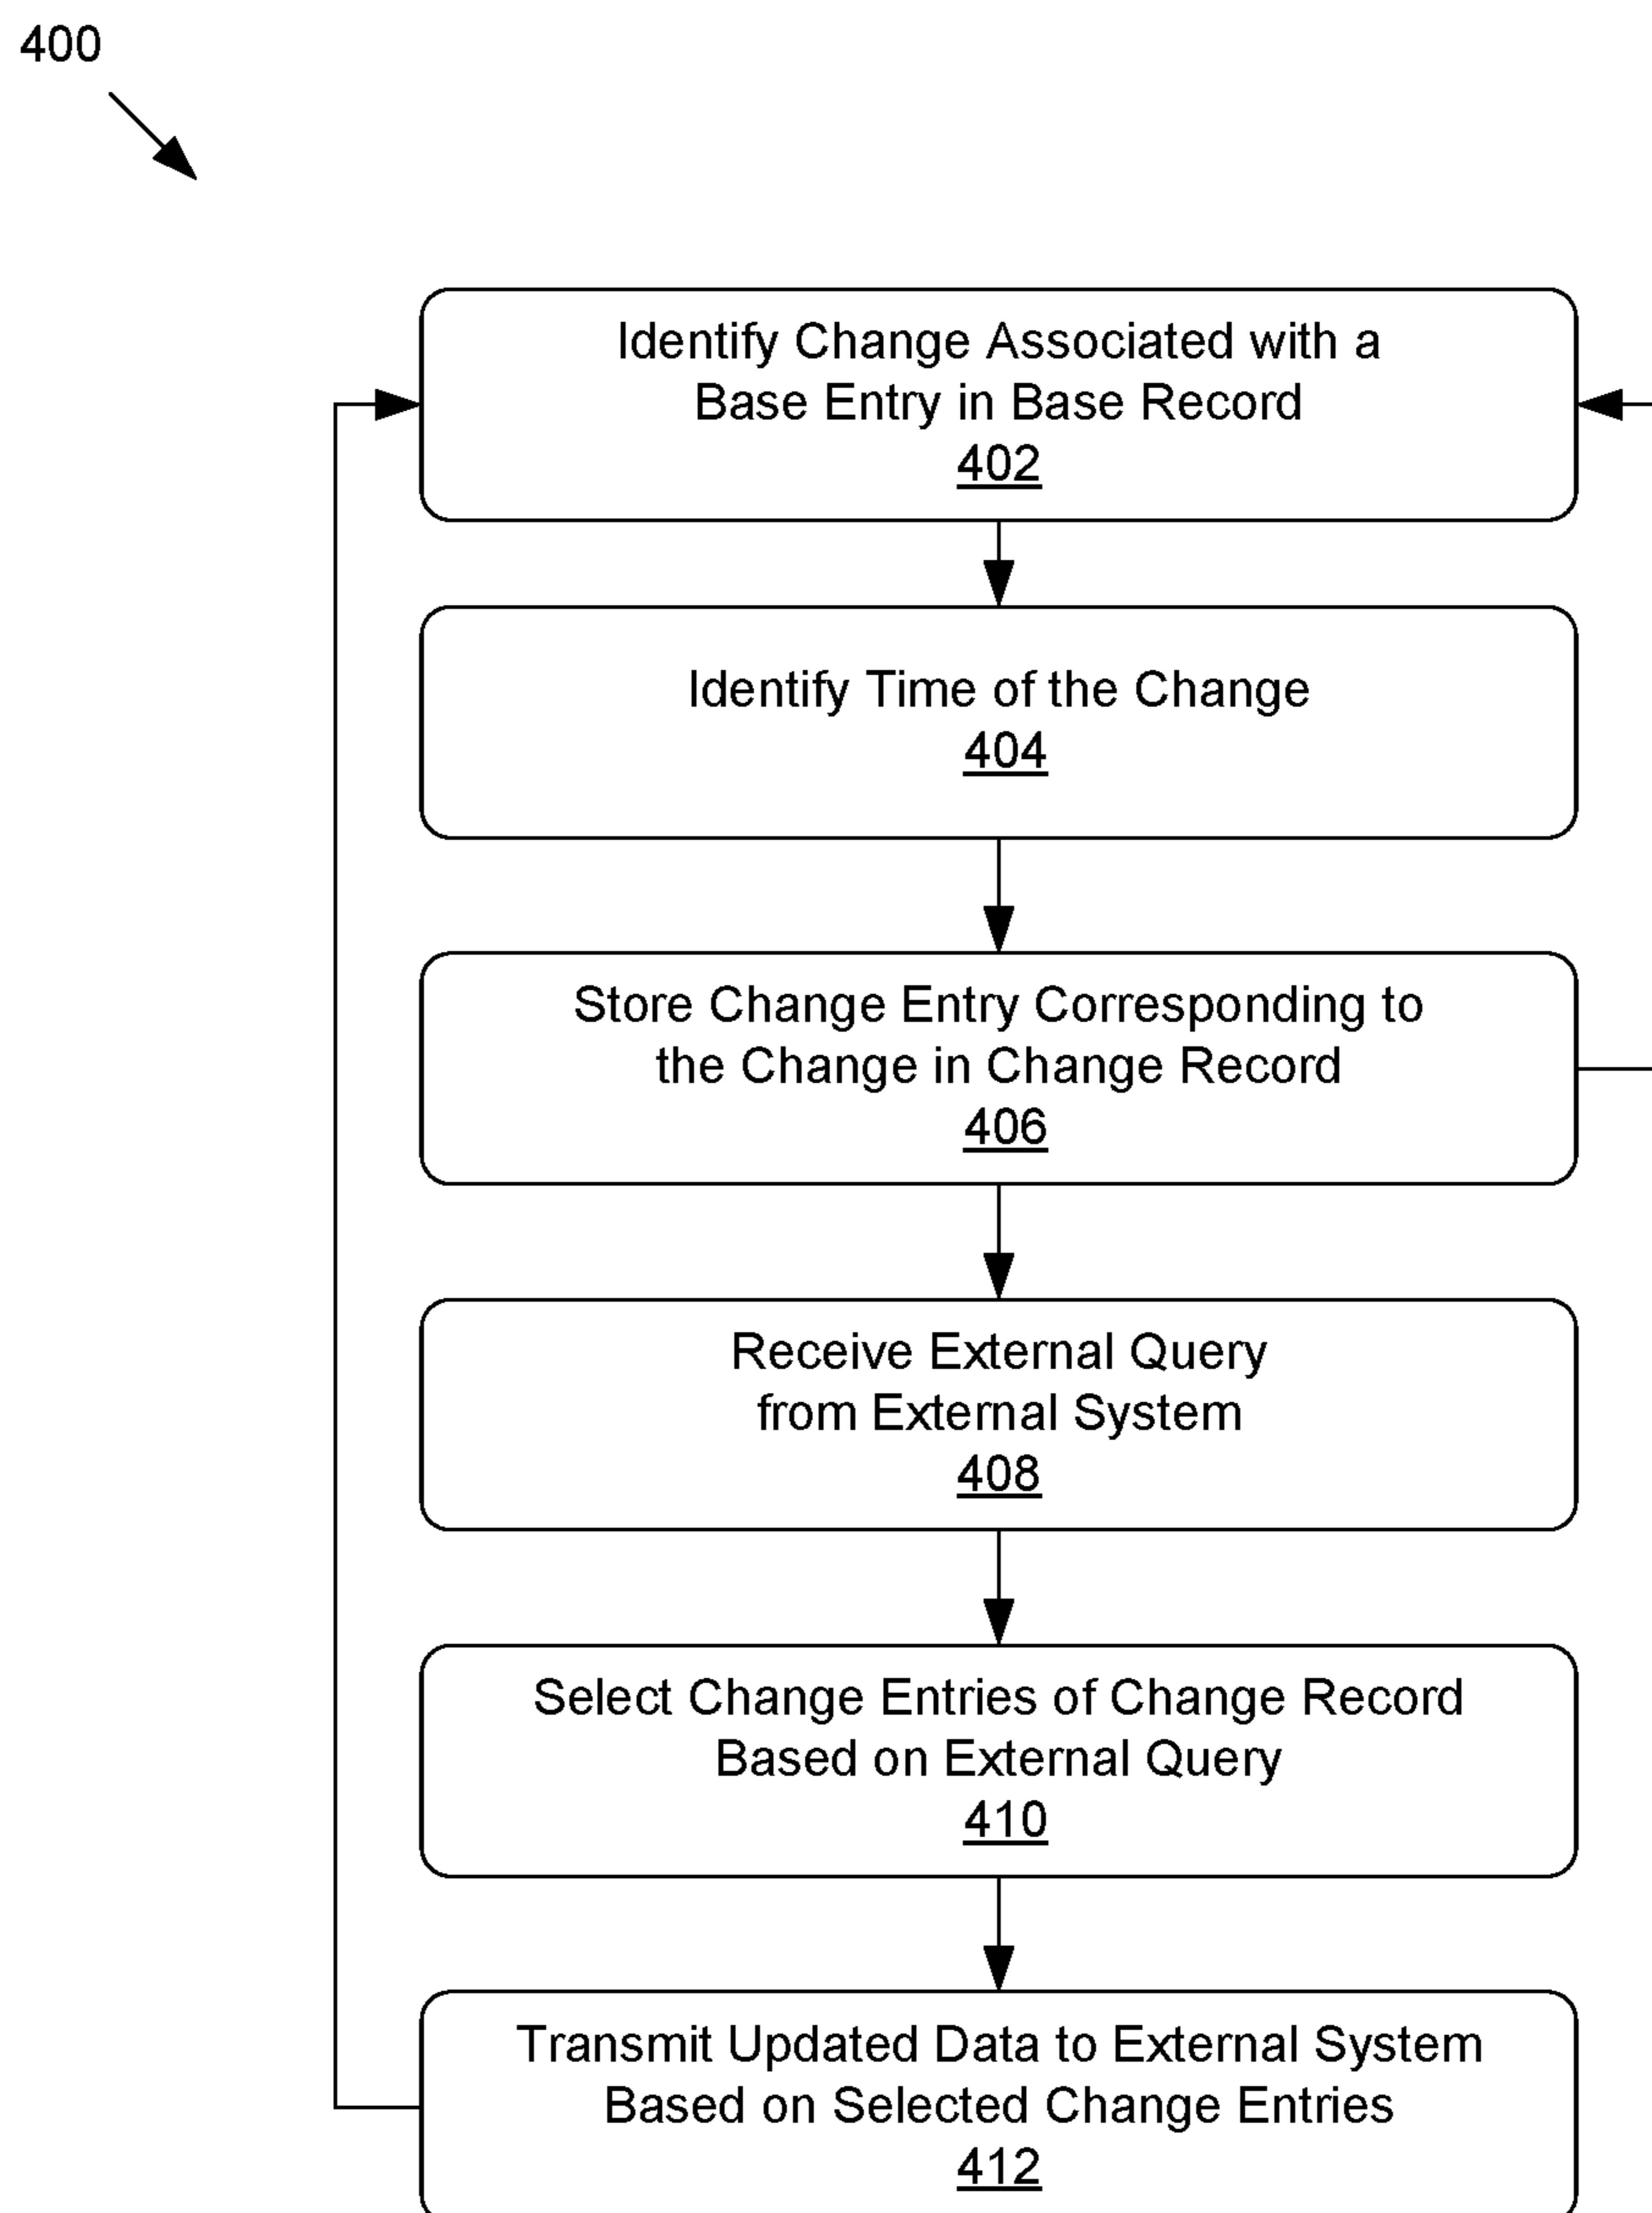 400
Identify Change Associated with a
Base Entry in Base Record
402
Identify Time of the Change
404
Store Change Entry Corresponding to
the Change in Change Record
406
Receive External Query
from External System
408
Select Change Entries of Change Record
Based on External Query
410
Transmit Updated Data to External System
Based on Selected Change Entries
412